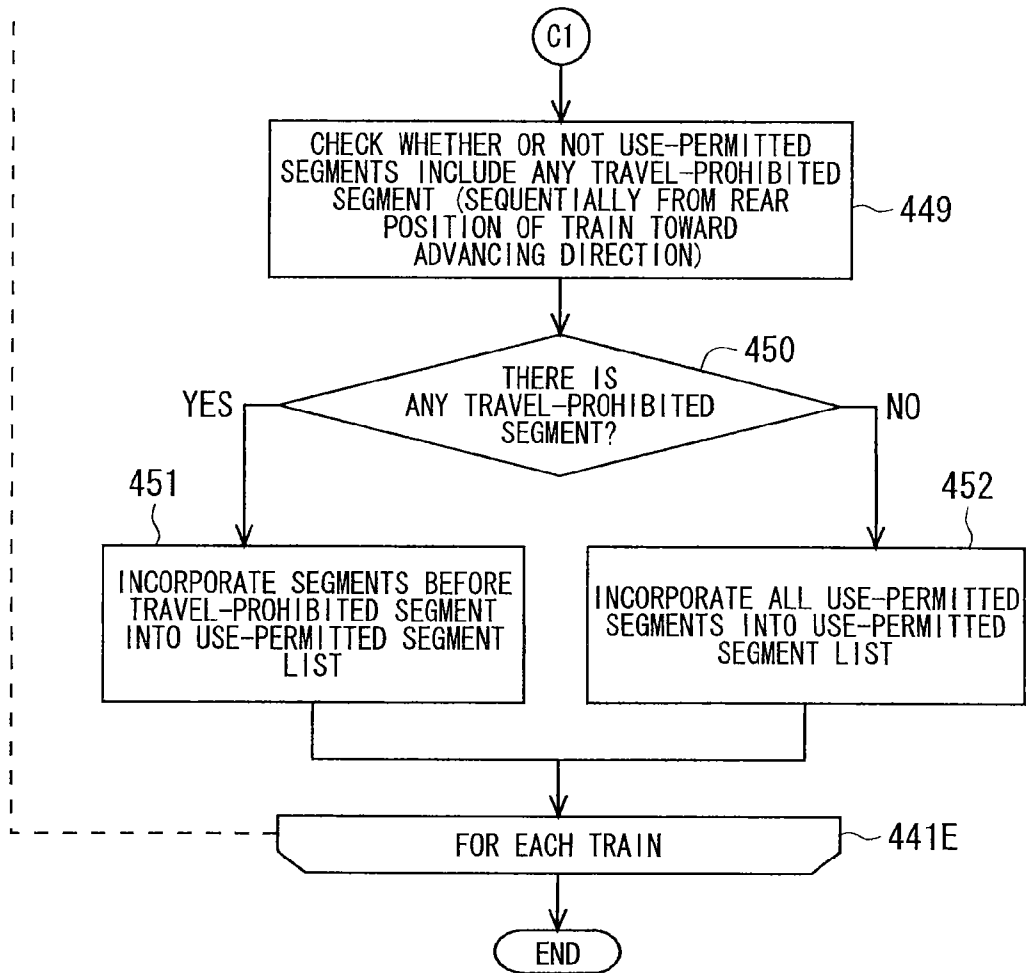 C1
CHECK WHETHER OR NOT USE-PERMITTED
SEGMENTS INCLUDE ANY TRAVEL-PROHIBITED
SEGMENT (SEQUENTIALLY FROM REAR
POSITION OF TRAIN TOWARD
ADVANCING DIRECTION)
449
450
THERE IS
ANY TRAVEL-PROHIBITED
SEGMENT?
YES
NO
451
452
INCORPORATE SEGMENTS BEFORE
TRAVEL-PROHIBITED SEGMENT
INTO USE-PERMITTED SEGMENT
LIST
INCORPORATE ALL USE-PERMITTED
SEGMENTS INTO USE-PERMITTED
SEGMENT LIST
FOR EACH TRAIN
441E
END